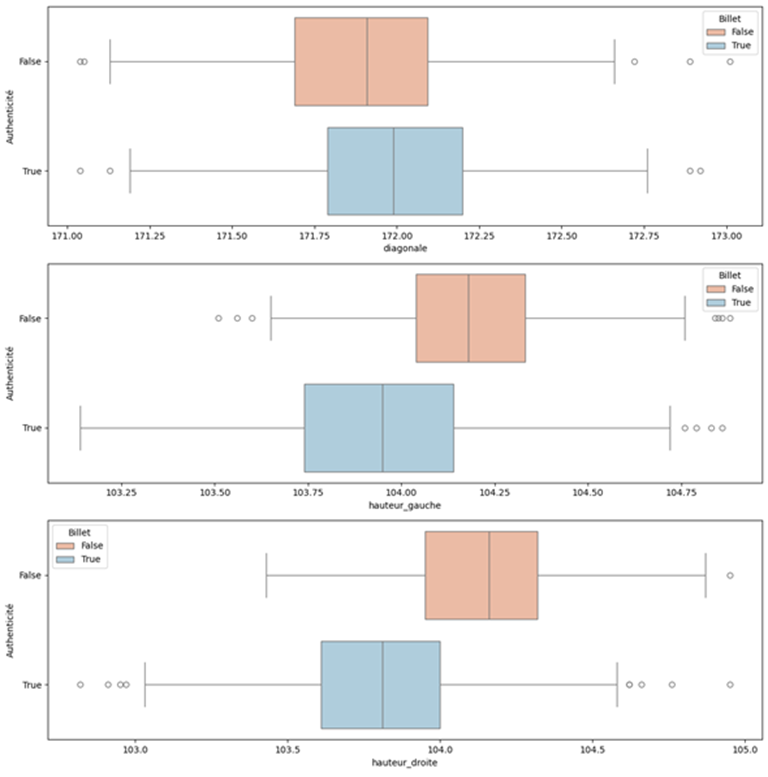 Billet
False
True
False
True
Authenticité
171.00 171.25 171.50 171.75 172.00 172.25 172.50 172.75 173.00
diagonale
Billet
False
True
False
True
Authenticité
103.25 103.50 103.75 104.00 104.25 104.50 104.75
hauteur_gauche
Billet
False
True
False
True
Authenticité
103.0 103.5 104.0 104.5 105.0
hauteur_droite